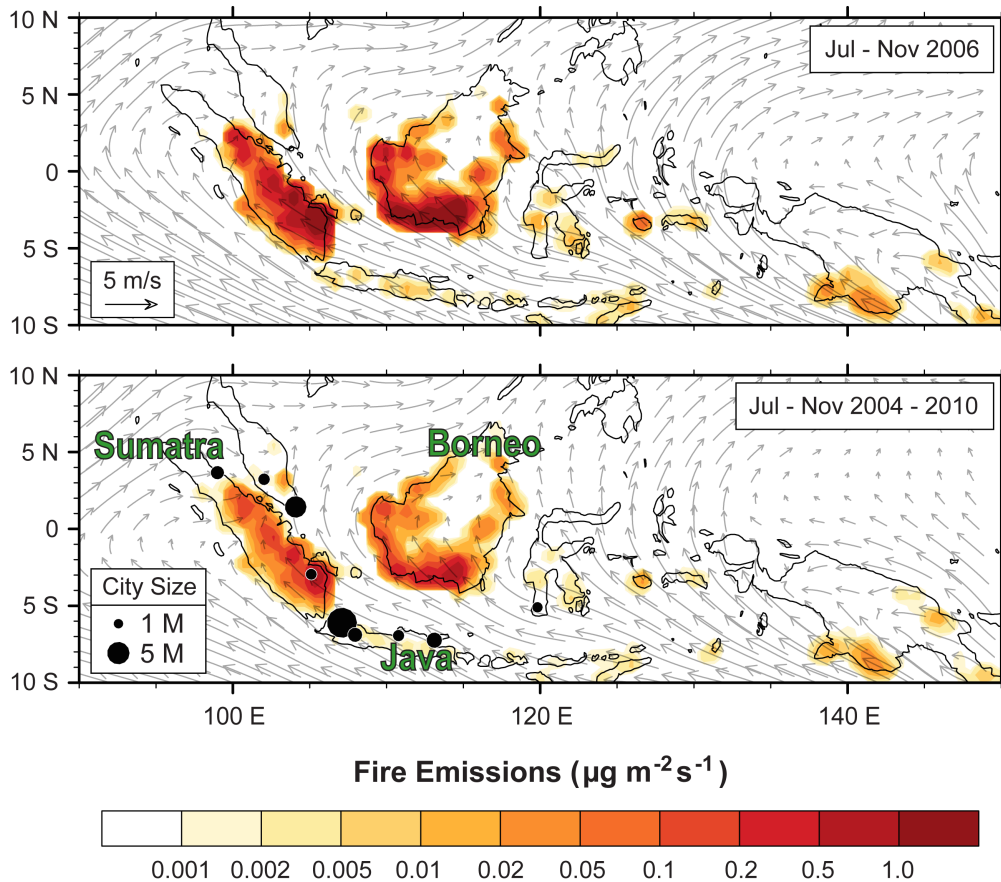 10 N
5 N
0
5 S
10 S
Jul - Nov 2006
5 m/s
10 N
5 N
0
5 S
10 S
Jul - Nov 2004 - 2010
Sumatra
Borneo
Java
City Size
1 M
5 M
100 E 120 E 140 E
Fire Emissions (µg m⁻²s⁻¹)
0.001 0.002 0.005 0.01 0.02 0.05 0.1 0.2 0.5 1.0